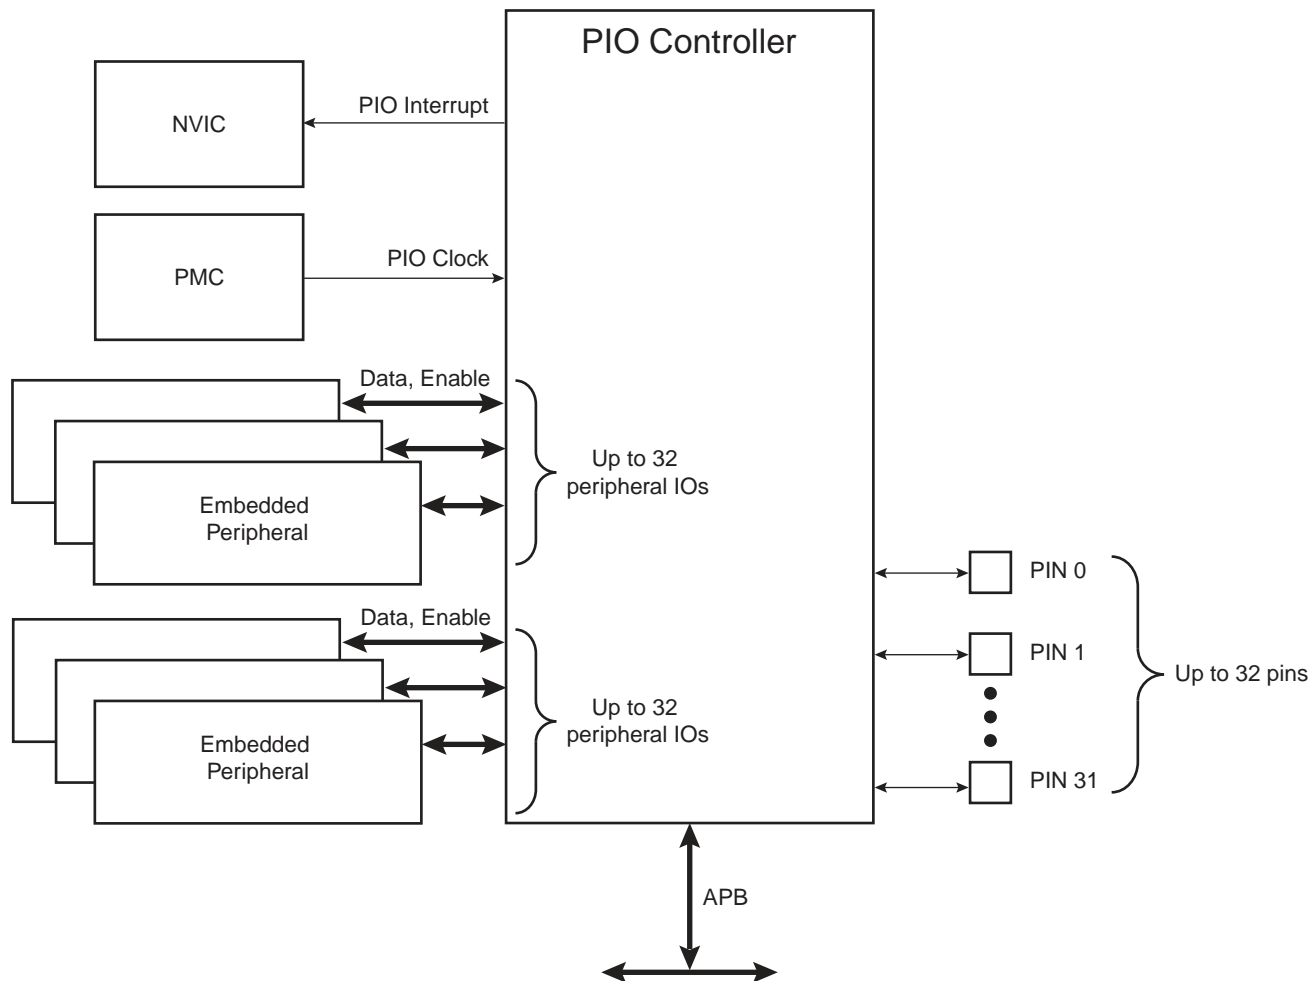 PIO Controller
PIO Interrupt
NVIC
PIO Clock
PMC
Data, Enable
Up to 32
peripheral IOs
Embedded
Peripheral
PIN 0
Data, Enable
PIN 1
Up to 32 pins
Up to 32
peripheral IOs
Embedded
Peripheral
PIN 31
APB